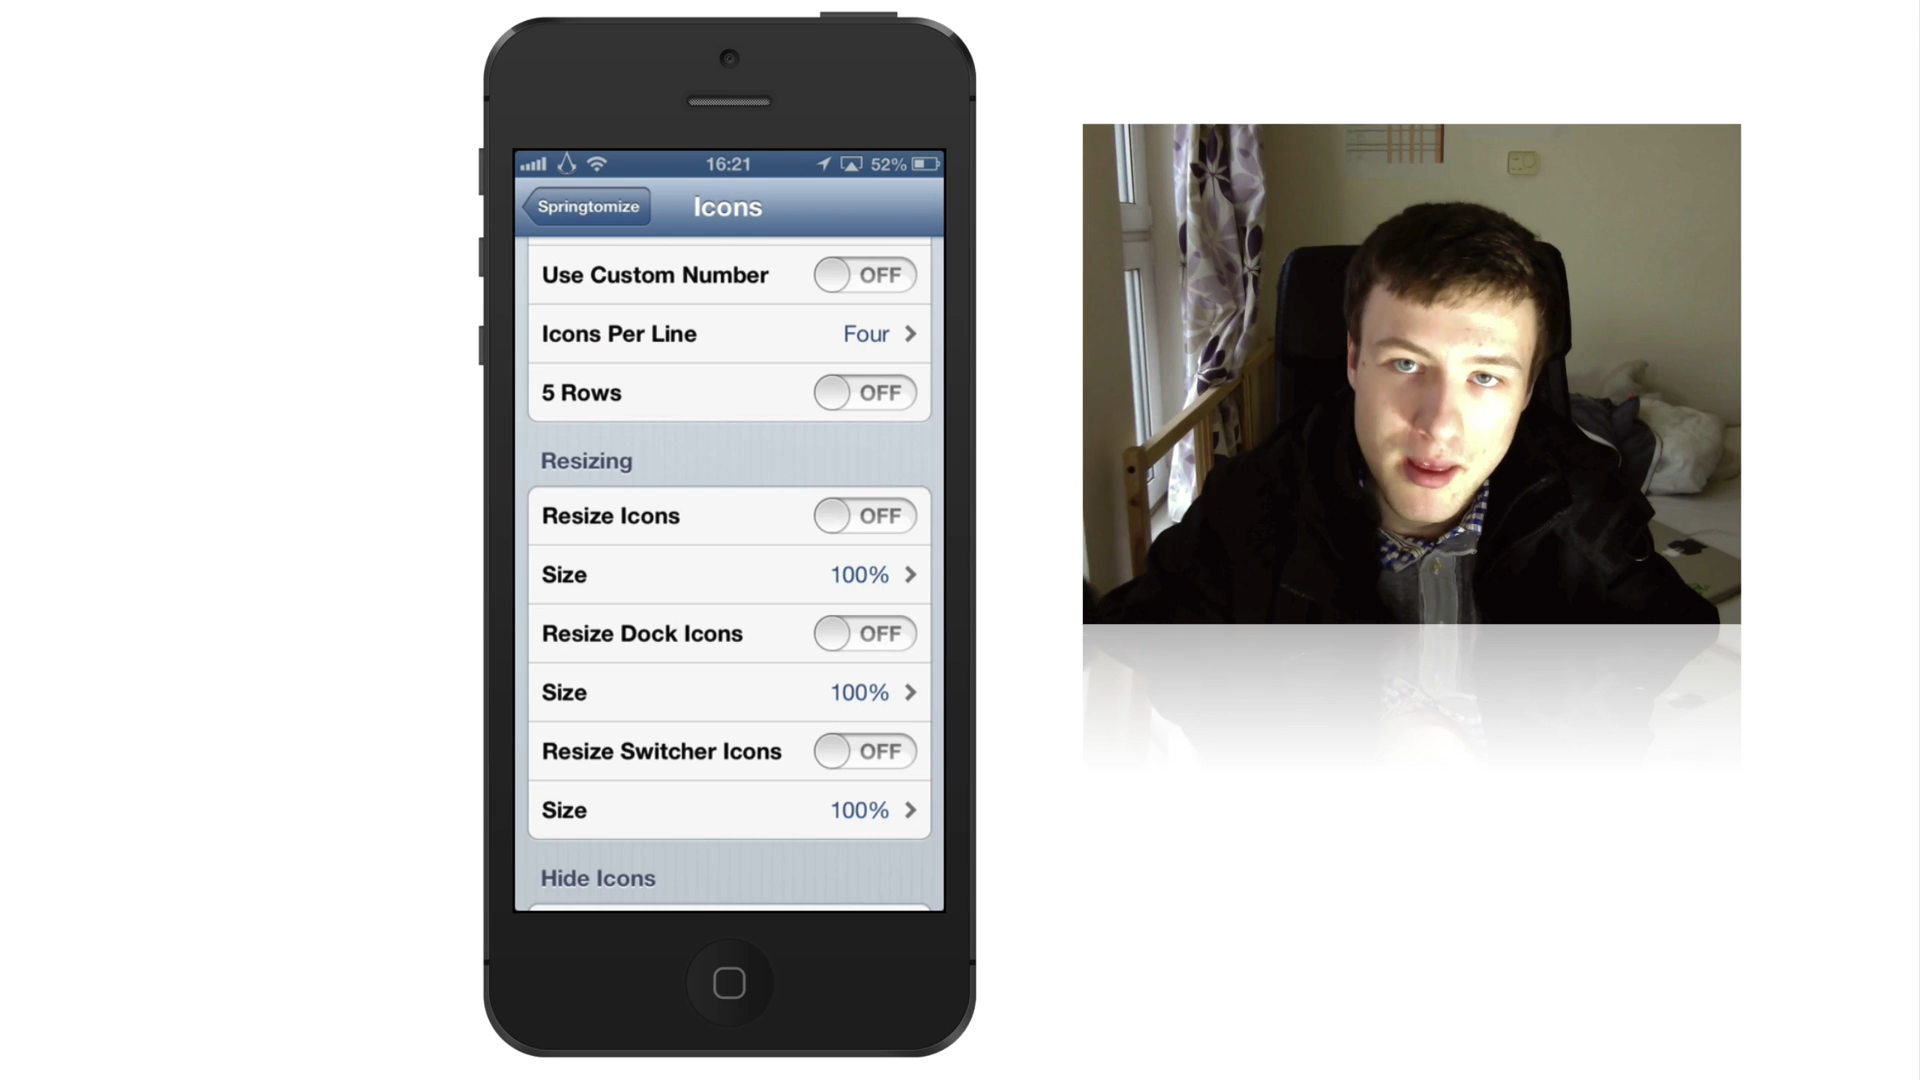 16:21 52%
Springtomize Icons
Use Custom Number OFF
Icons Per Line Four
5 Rows OFF
Resizing
Resize Icons OFF
Size 100%
Resize Dock Icons OFF
Size 100%
Resize Switcher Icons OFF
Size 100%
Hide Icons